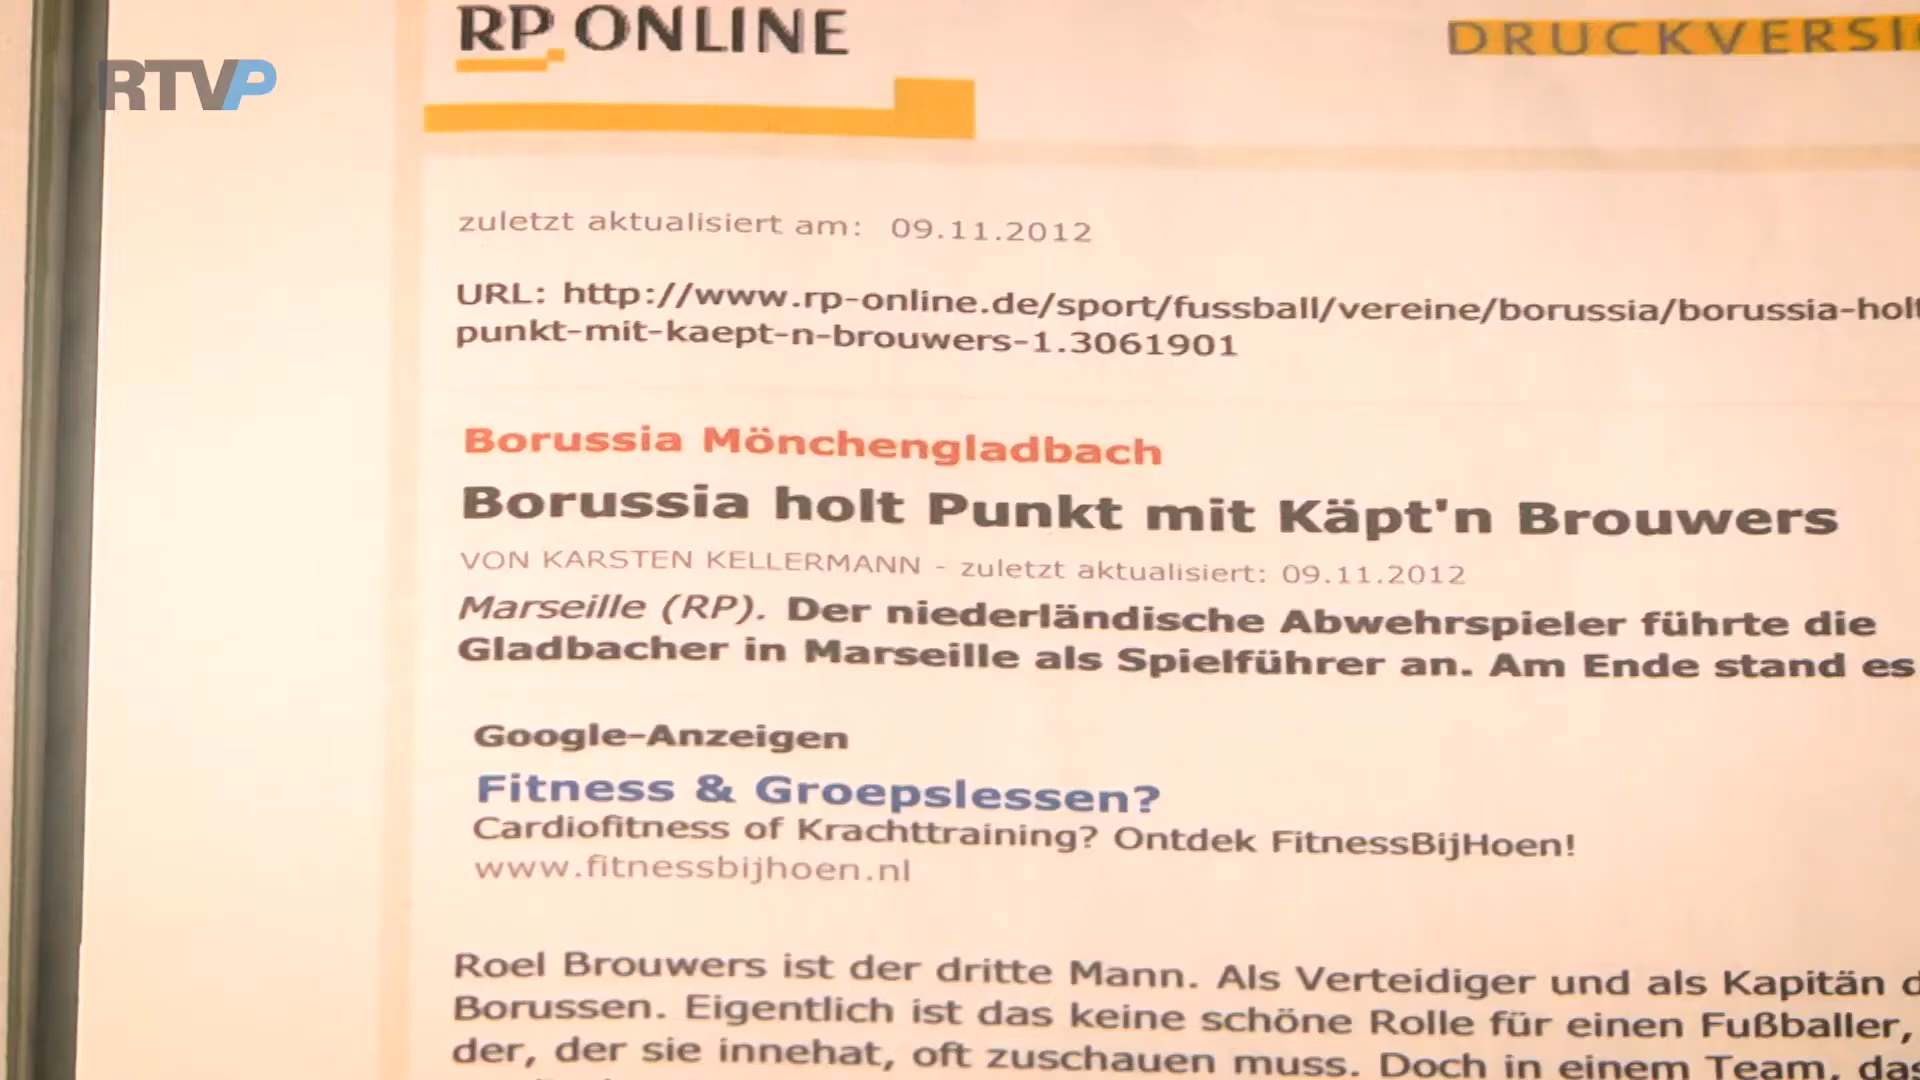 RP ONLINE
DRUCKVERSI
RTVP
zuletzt aktualisiert am: 09.11.2012
URL: http://www.rp-online.de/sport/fussball/vereine/borussia/borussia-holt
punkt-mit-kaept-n-brouwers-1.3061901
Borussia Mönchengladbach
Borussia holt Punkt mit Käpt'n Brouwers
VON KARSTEN KELLERMANN - zuletzt aktualisiert: 09.11.2012
Marseille (RP). Der niederländische Abwehrspieler führte die
Gladbacher in Marseille als Spielführer an. Am Ende stand es
Google-Anzeigen
Fitness & Groepslessen?
Cardiofitness of Krachttraining? Ontdek FitnessBijHoen!
www.fitnessbijhoen.nl
Roel Brouwers ist der dritte Mann. Als Verteidiger und als Kapitän d
Borussen. Eigentlich ist das keine schöne Rolle für einen Fußballer,
der, der sie innehat, oft zuschauen muss. Doch in einem Team, das